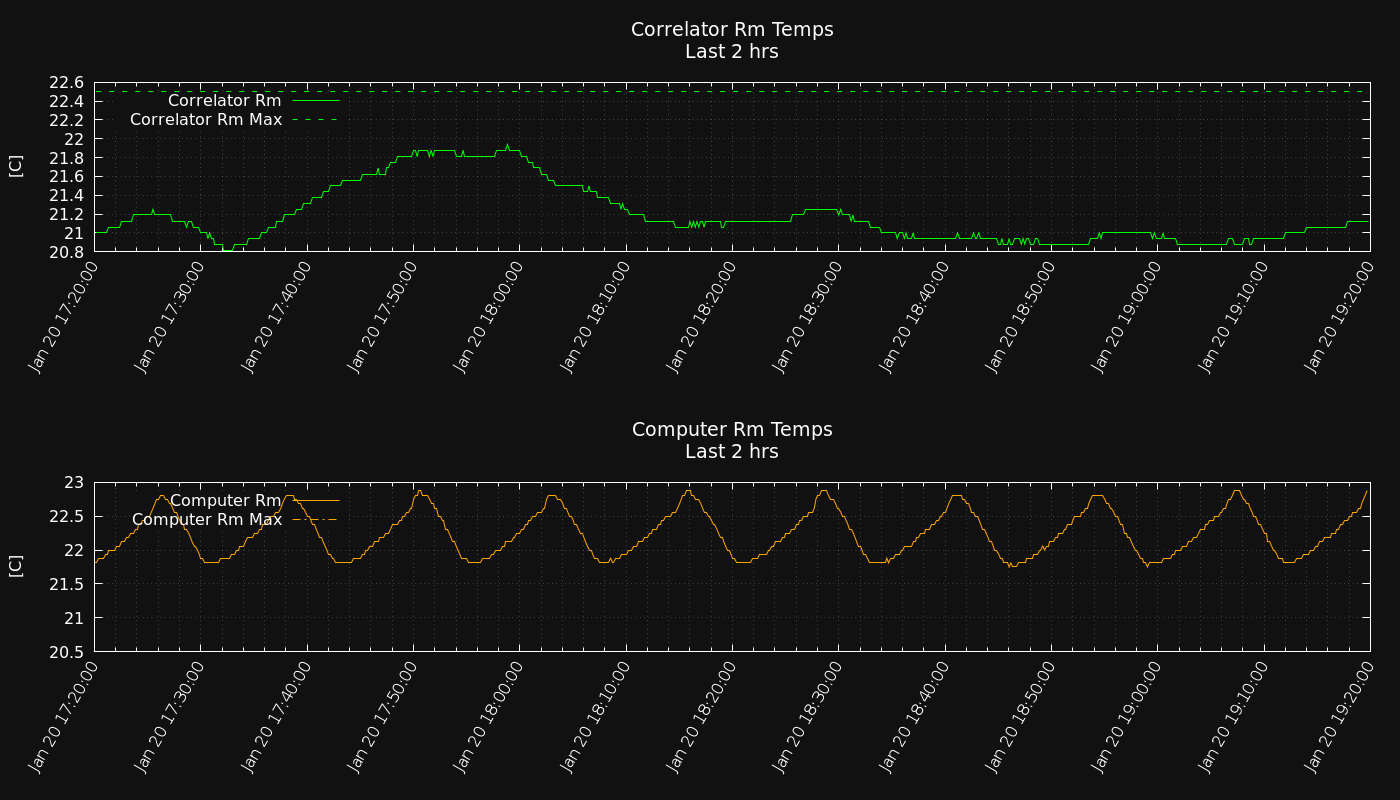 Correlator Rm Temps
Last 2 hrs
22.6
22.4
22.2
22
21.8
21.6
21.4
21.2
21
20.8
[C]
Correlator Rm
Correlator Rm Max
Jan 20 17:20:00
Jan 20 17:30:00
Jan 20 17:40:00
Jan 20 17:50:00
Jan 20 18:00:00
Jan 20 18:10:00
Jan 20 18:20:00
Jan 20 18:30:00
Jan 20 18:40:00
Jan 20 18:50:00
Jan 20 19:00:00
Jan 20 19:10:00
Jan 20 19:20:00
Computer Rm Temps
Last 2 hrs
23
22.5
22
21.5
21
20.5
[C]
Computer Rm
Computer Rm Max
Jan 20 17:20:00
Jan 20 17:30:00
Jan 20 17:40:00
Jan 20 17:50:00
Jan 20 18:00:00
Jan 20 18:10:00
Jan 20 18:20:00
Jan 20 18:30:00
Jan 20 18:40:00
Jan 20 18:50:00
Jan 20 19:00:00
Jan 20 19:10:00
Jan 20 19:20:00